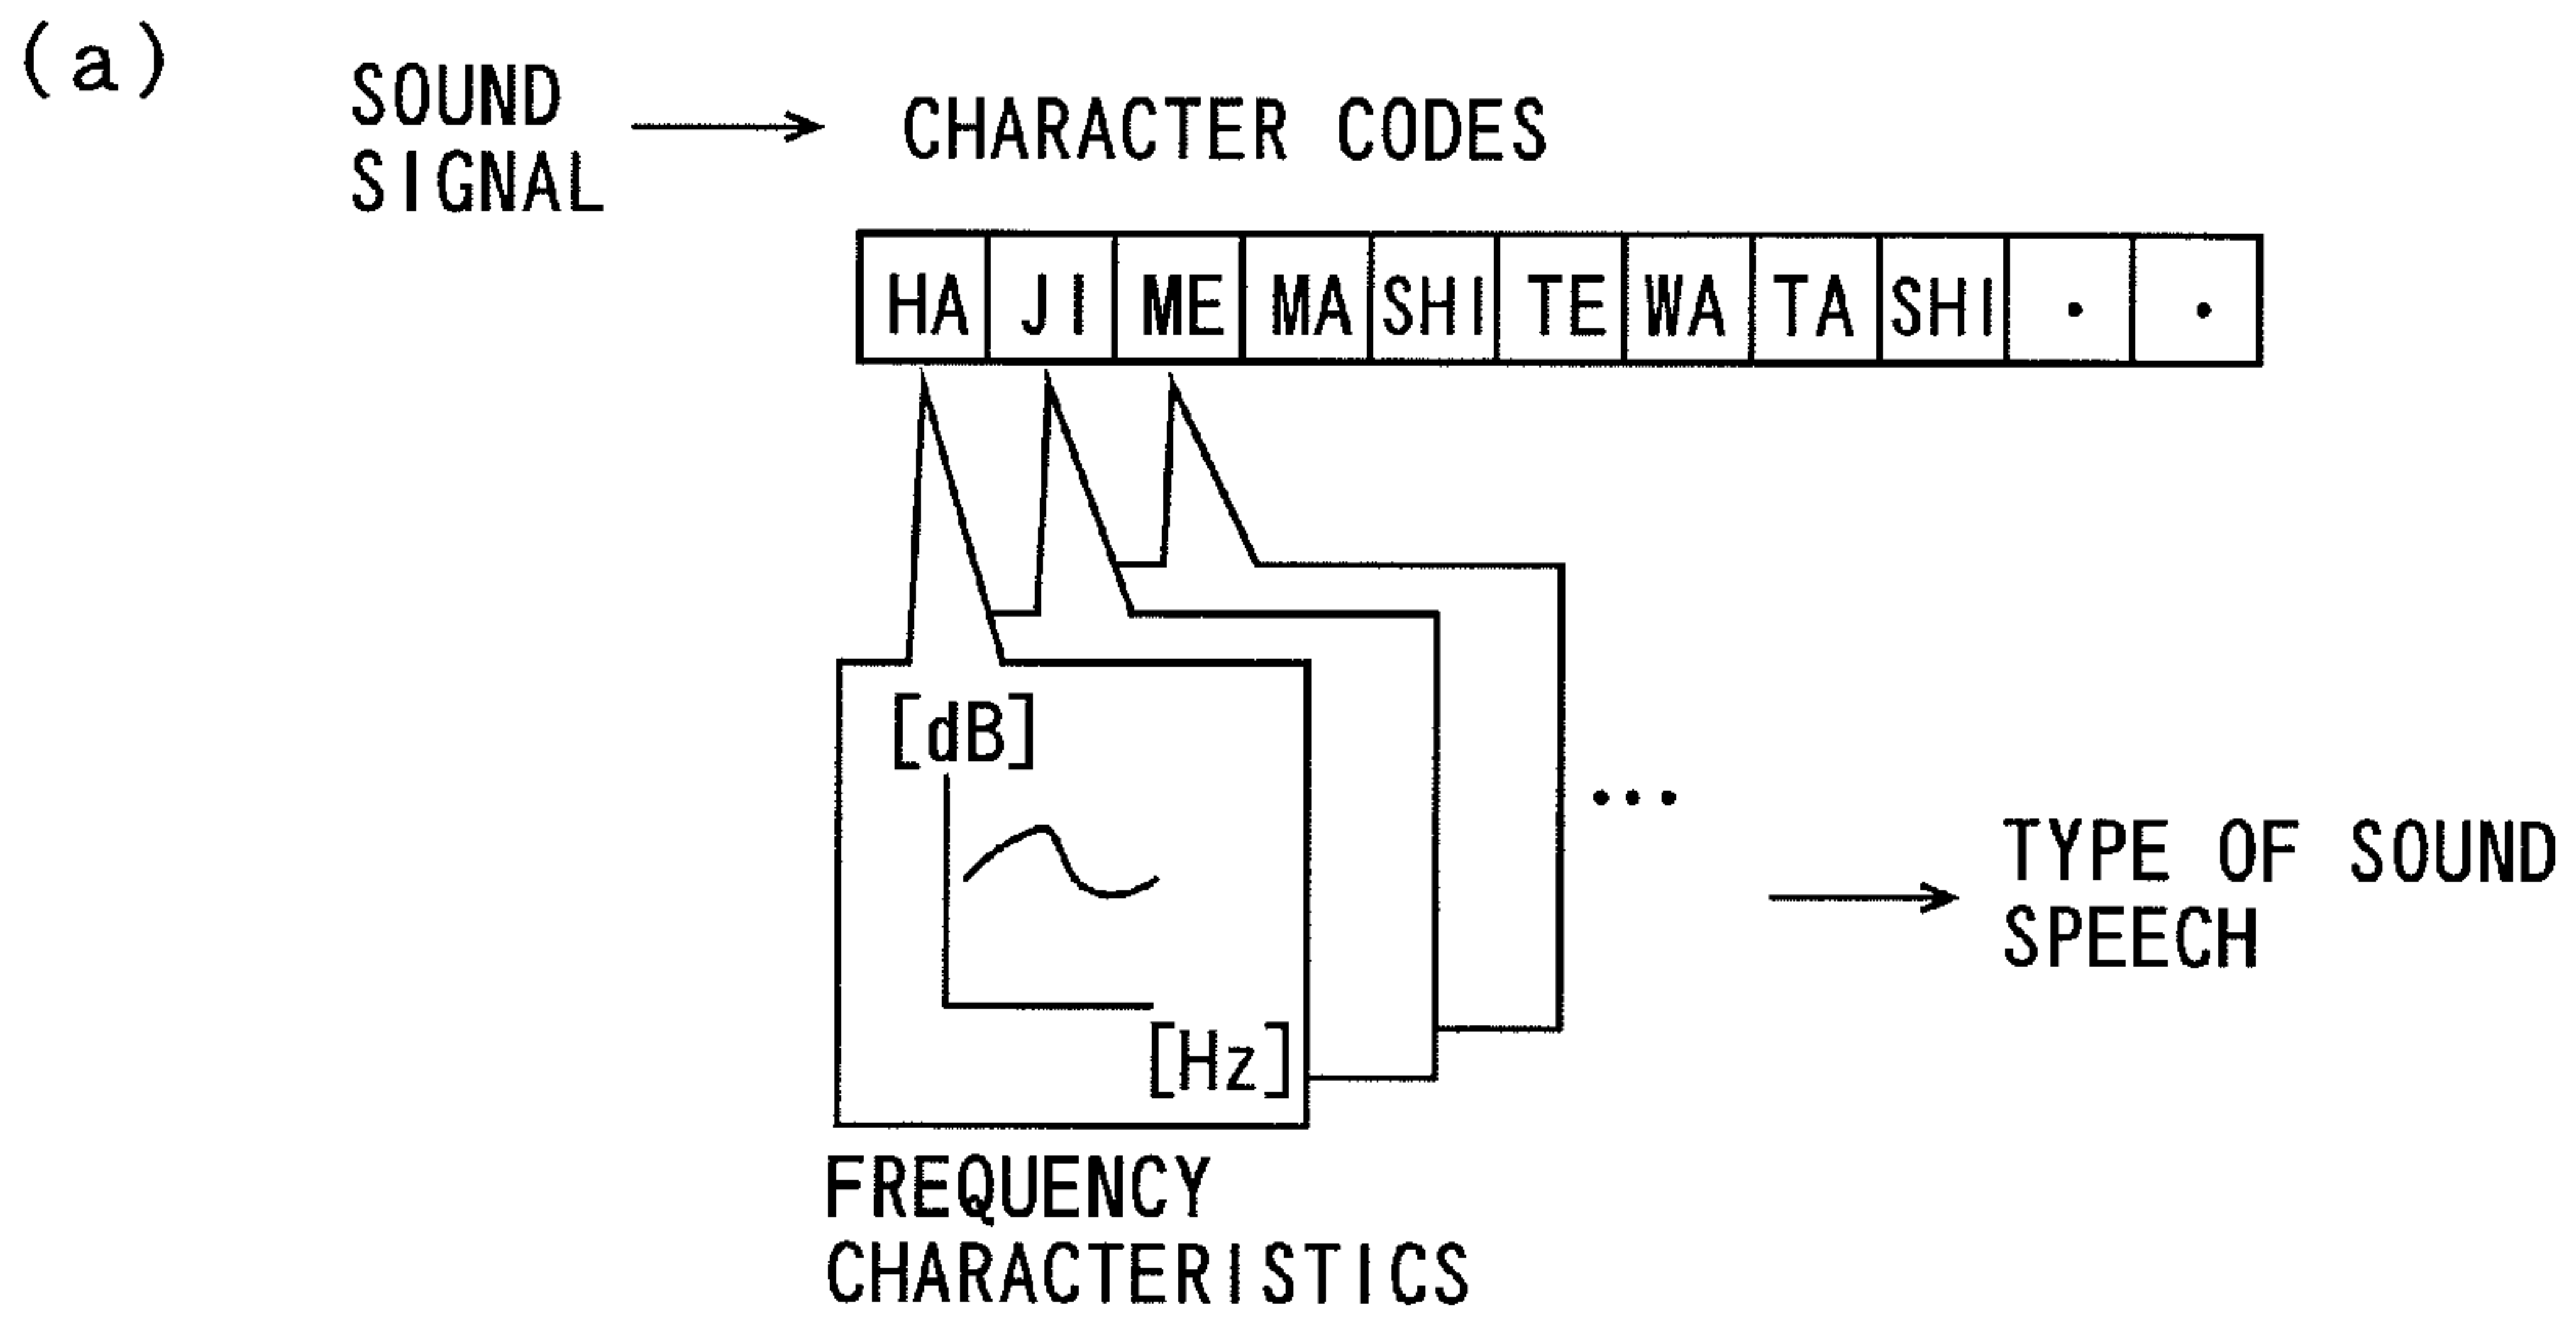 (a)
SOUND
SIGNAL
CHARACTER CODES
HA JI ME MA SHI TE WA TA SHI · ·
[dB]
[Hz]
...
TYPE OF SOUND
SPEECH
FREQUENCY
CHARACTERISTICS